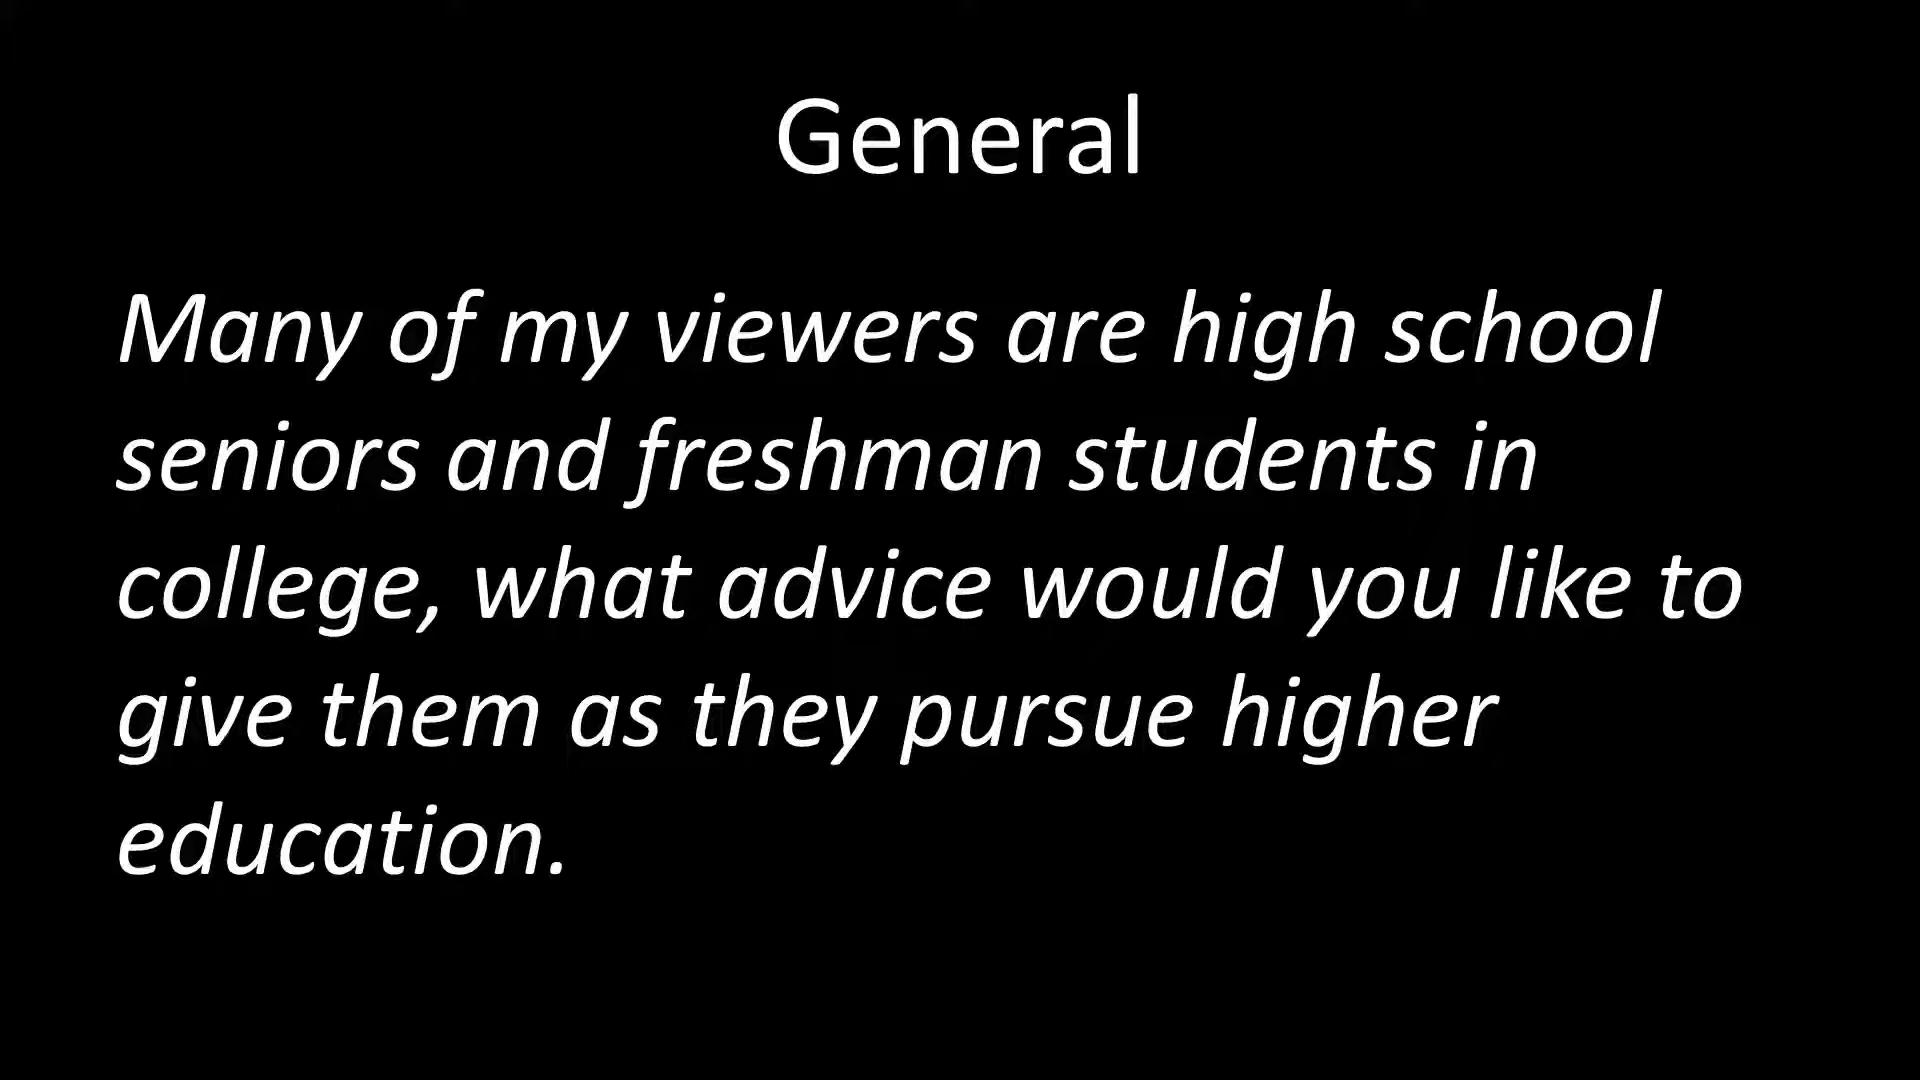 General
Many of my viewers are high school
seniors and freshman students in
college, what advice would you like to
give them as they pursue higher
education.